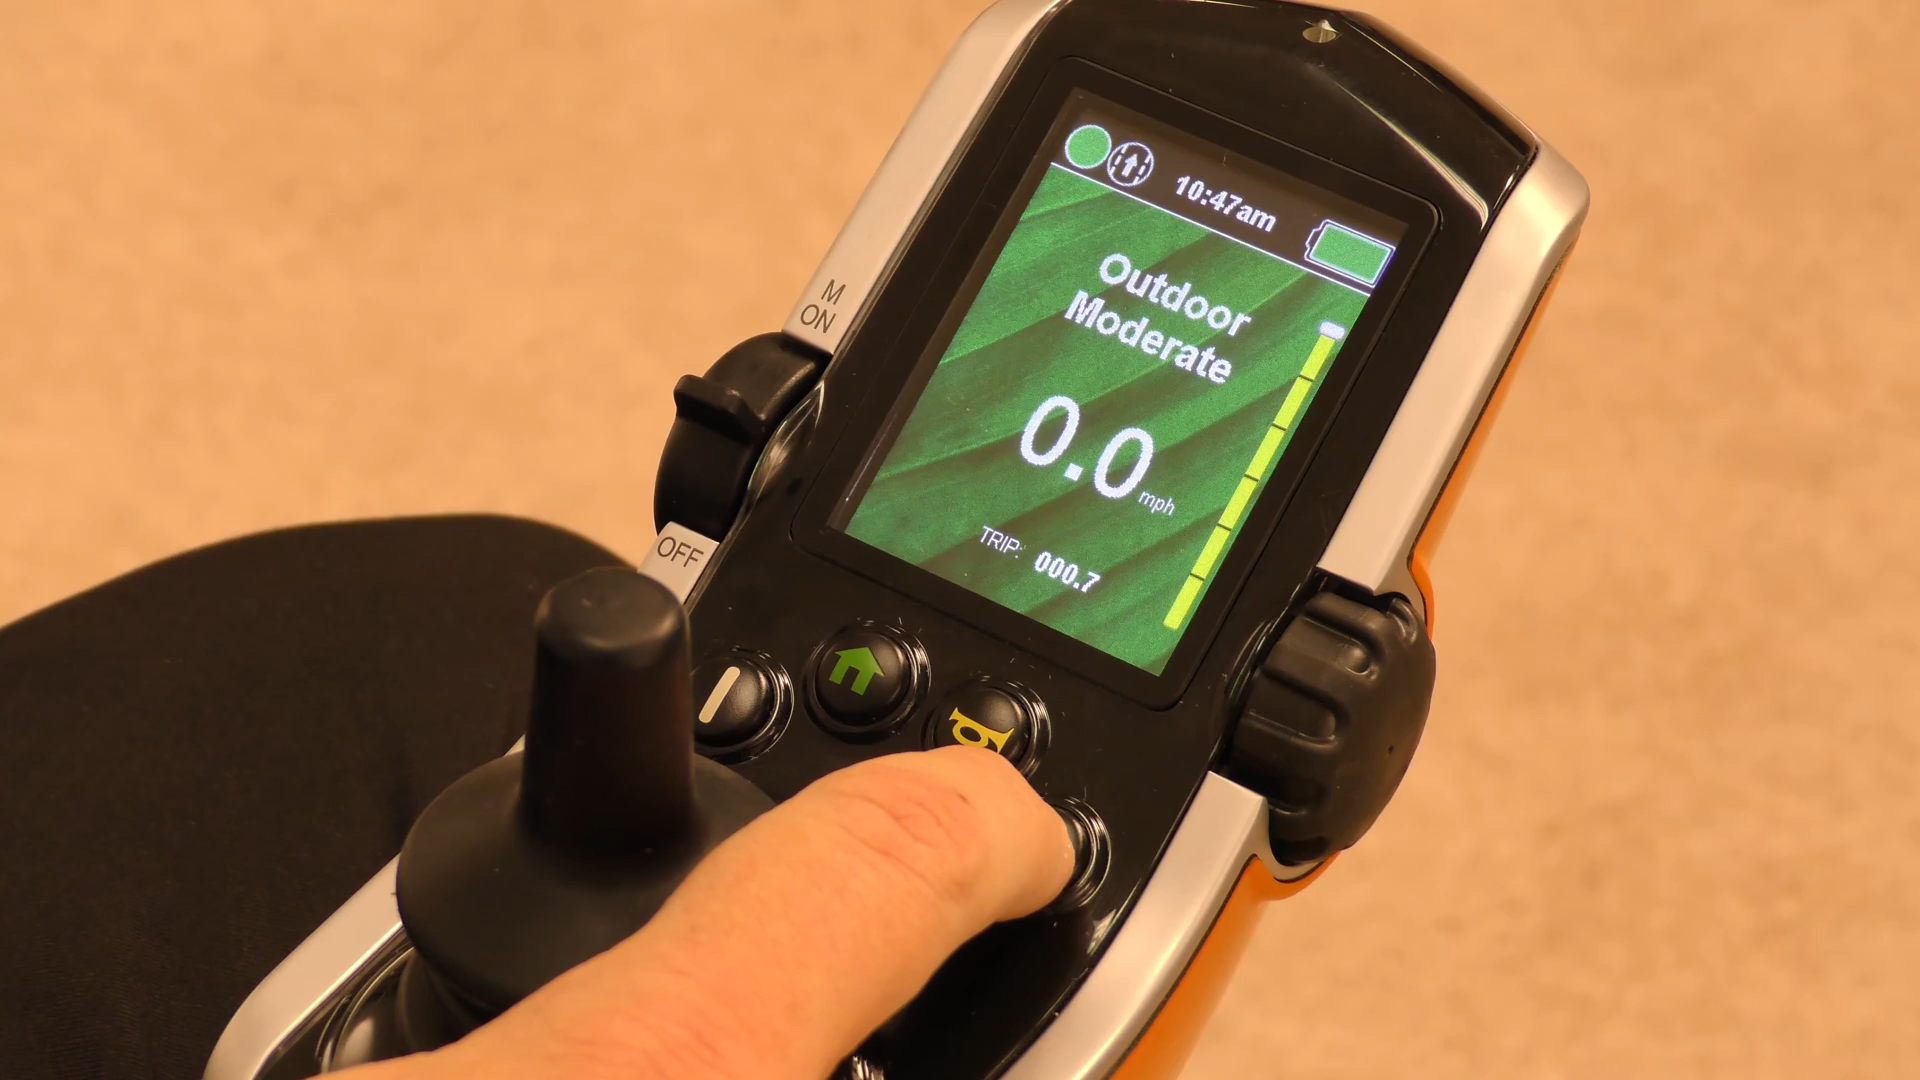 10:47am
Outdoor
Moderate
0.0 mph
TRIP: 000.7
M
ON
OFF